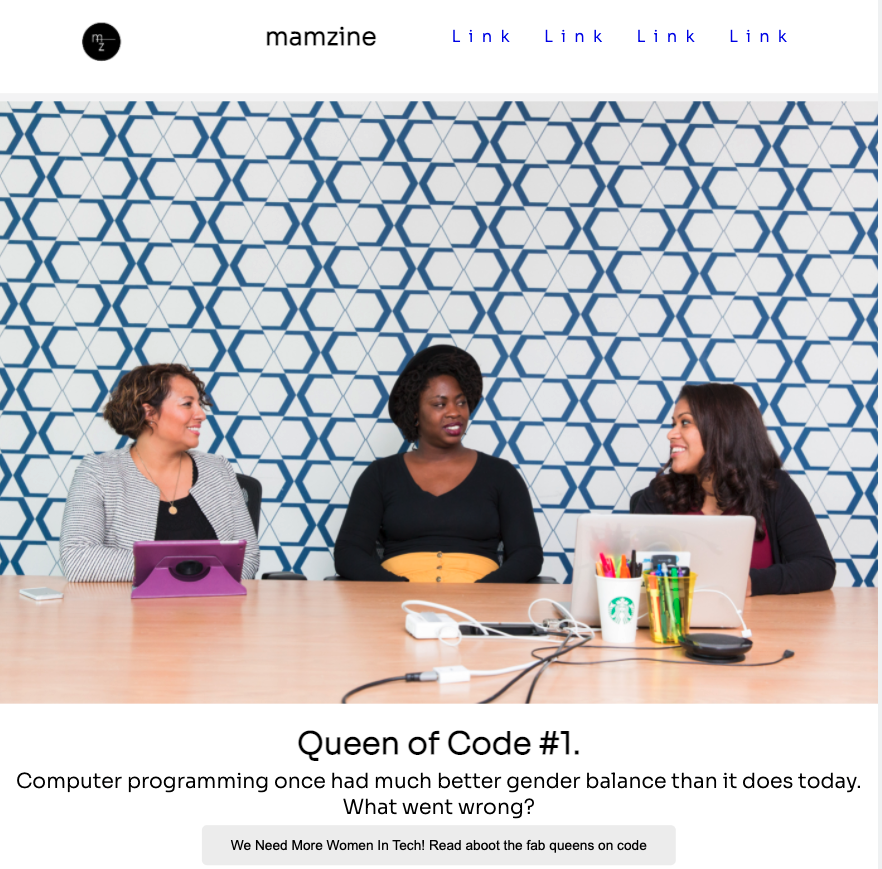 mz
mamzine
Link Link Link Link
Queen of Code #1.
Computer programming once had much better gender balance than it does today.
What went wrong?
We Need More Women In Tech! Read aboot the fab queens on code